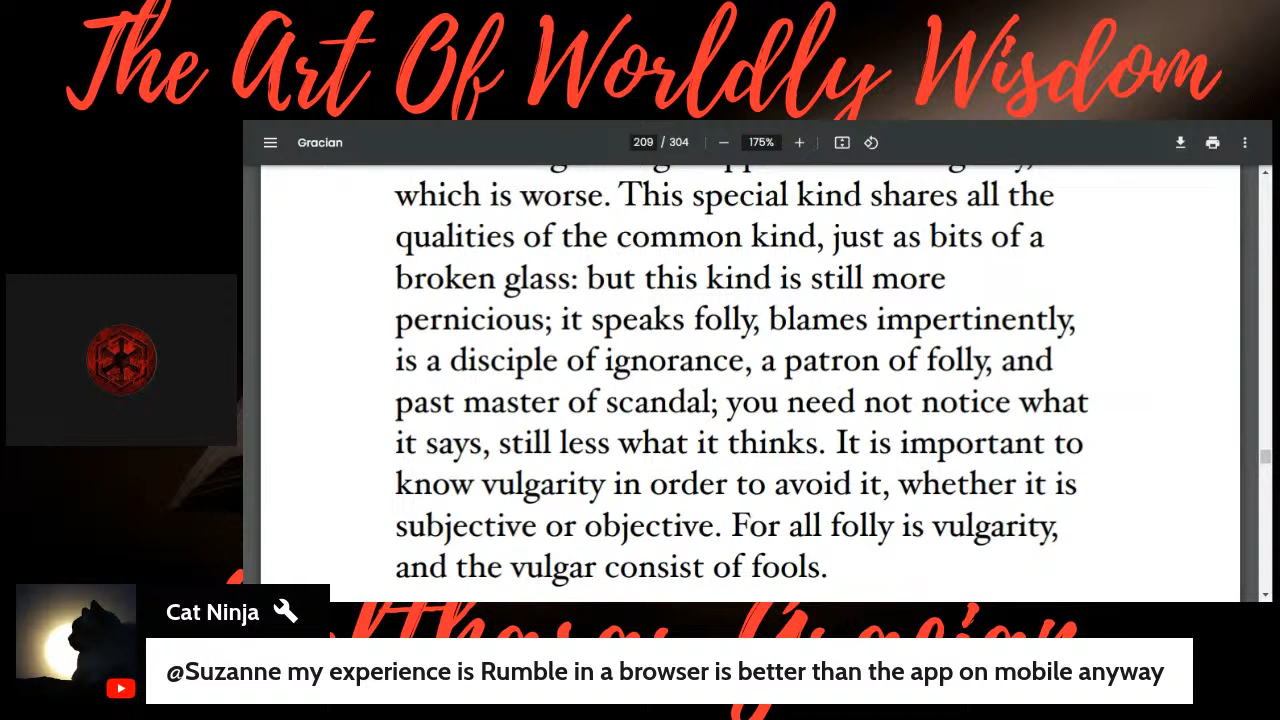 The Art Of Worldly Wisdom
Gracian
209 / 304
175%
which is worse. This special kind shares all the
qualities of the common kind, just as bits of a
broken glass: but this kind is still more
pernicious; it speaks folly, blames impertinently,
is a disciple of ignorance, a patron of folly, and
past master of scandal; you need not notice what
it says, still less what it thinks. It is important to
know vulgarity in order to avoid it, whether it is
subjective or objective. For all folly is vulgarity,
and the vulgar consist of fools.
Cat Ninja
@Suzanne my experience is Rumble in a browser is better than the app on mobile anyway